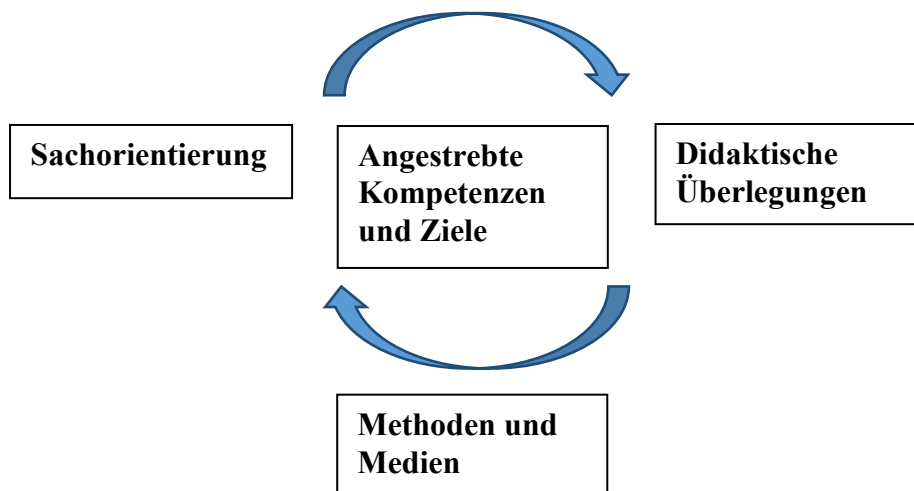 Sachorientierung
Angestrebte
Kompetenzen
und Ziele
Didaktische
Überlegungen
Methoden und
Medien